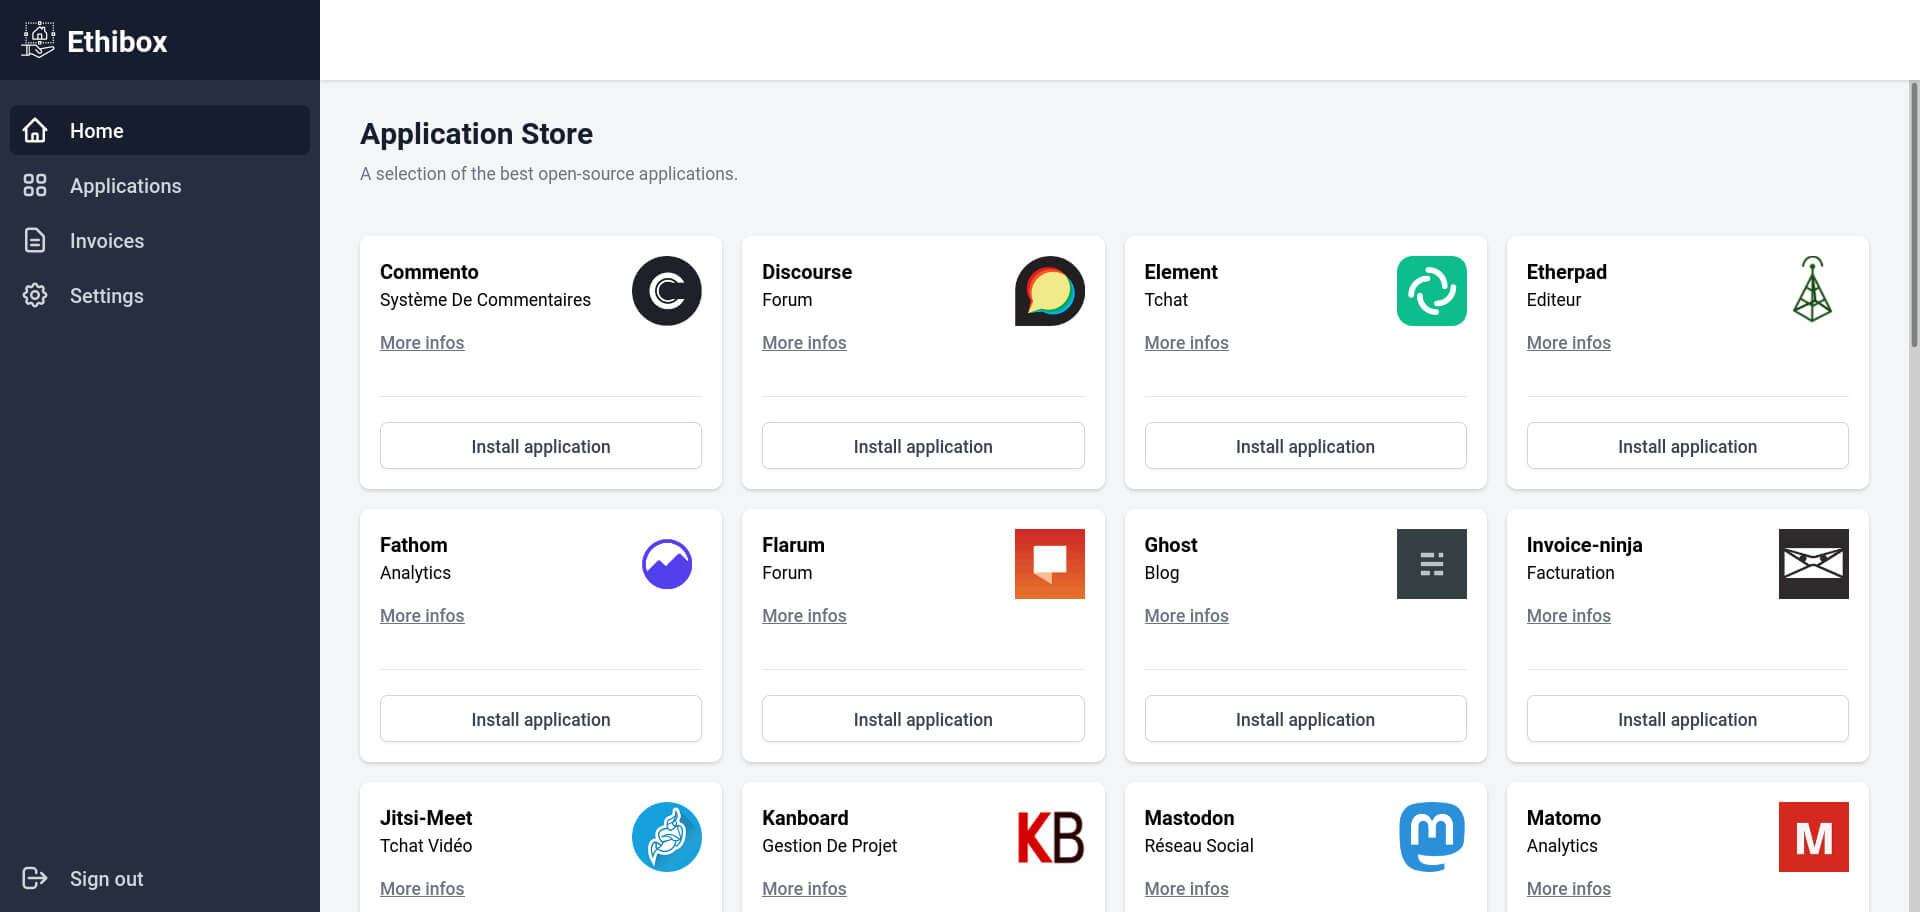 Ethibox
Home
Applications
Invoices
Settings
Sign out
Application Store
A selection of the best open-source applications.
Commento
Système De Commentaires
More infos
Install application
Discourse
Forum
More infos
Install application
Element
Tchat
More infos
Install application
Etherpad
Editeur
More infos
Install application
Fathom
Analytics
More infos
Install application
Flarum
Forum
More infos
Install application
Ghost
Blog
More infos
Install application
Invoice-ninja
Facturation
More infos
Install application
Jitsi-Meet
Tchat Vidéo
More infos
Kanboard
Gestion De Projet
More infos
KB
Mastodon
Réseau Social
More infos
Matomo
Analytics
More infos
M